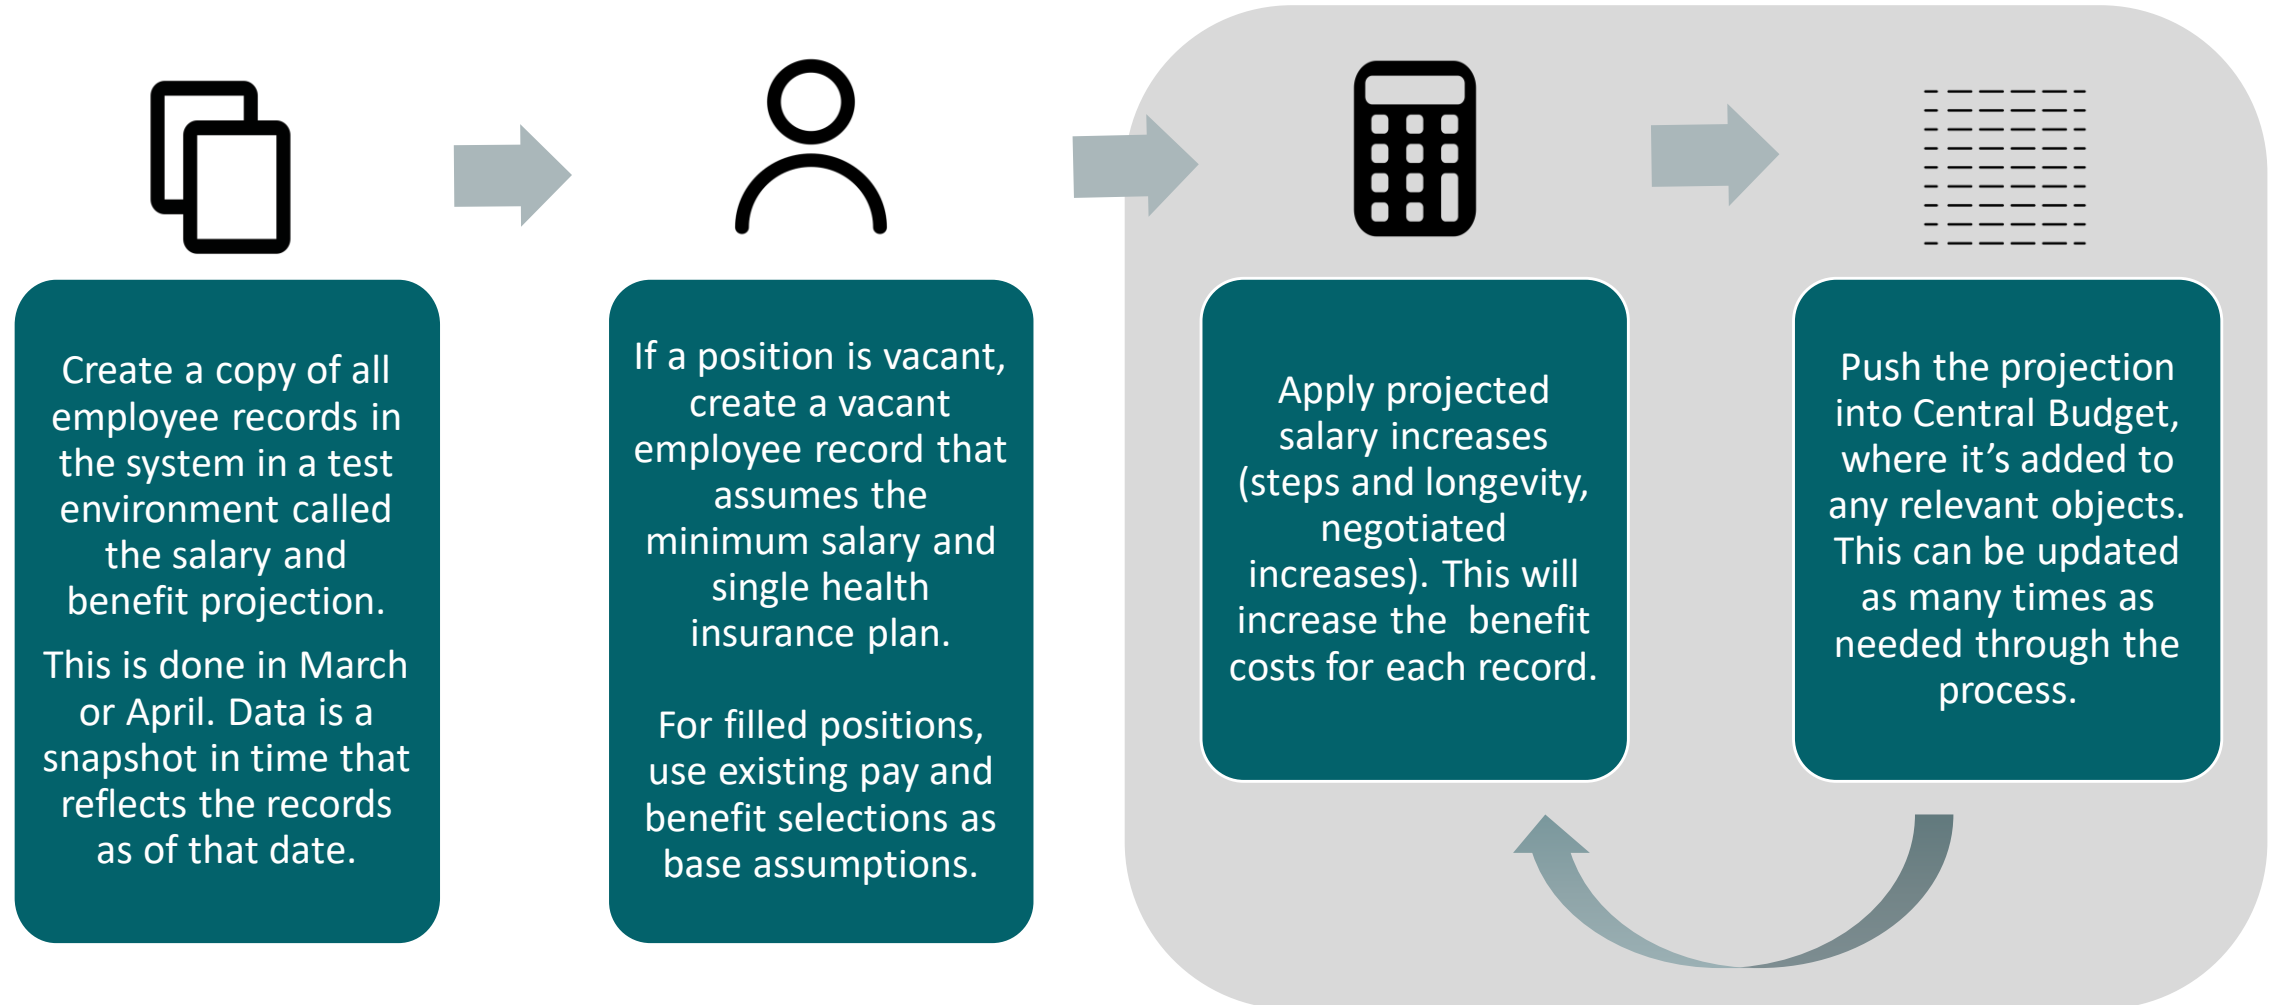 Create a copy of all
employee records in
the system in a test
environment called
the salary and
benefit projection.
This is done in March
or April. Data is a
snapshot in time that
reflects the records
as of that date.
If a position is vacant,
create a vacant
employee record that
assumes the
minimum salary and
single health
insurance plan.
For filled positions,
use existing pay and
benefit selections as
base assumptions.
Apply projected
salary increases
(steps and longevity,
negotiated
increases). This will
increase the  benefit
costs for each record.
Push the projection
into Central Budget,
where it’s added to
any relevant objects.
This can be updated
as many times as
needed through the
process.